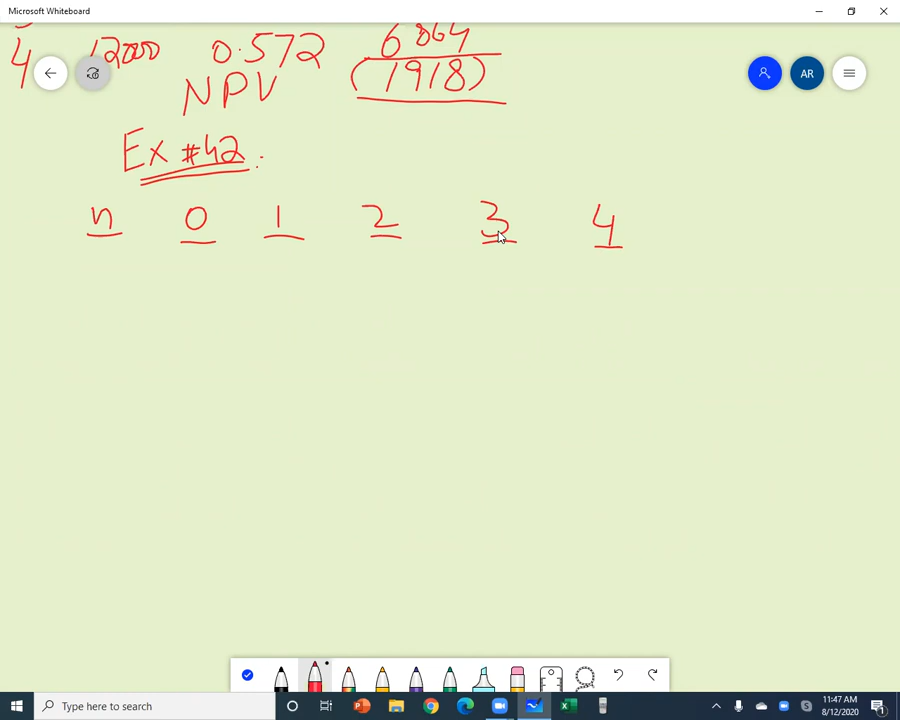 Microsoft Whiteboard
4 12000 0.572 6864
NPV (1918)
AR
Ex #42:
n 0 1 2 3 4
Type here to search
11:47 AM
8/12/2020